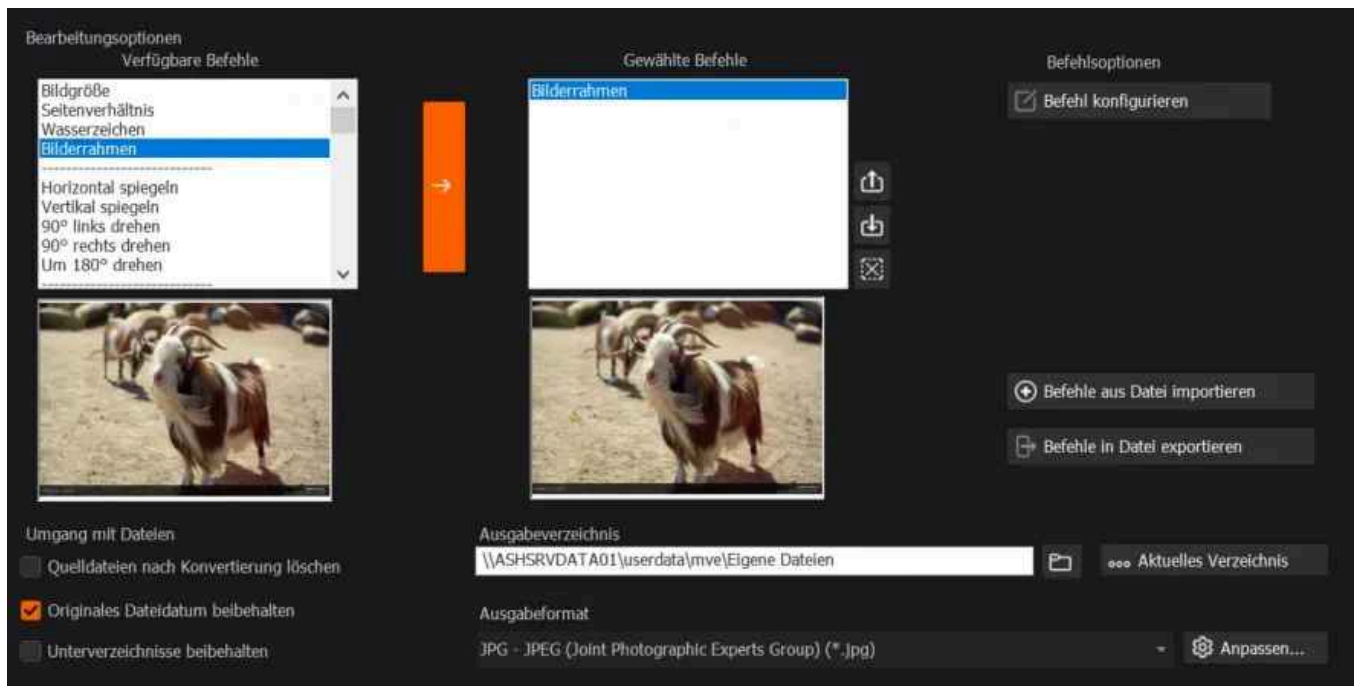 Bearbeitungsoptionen
Verfügbare Befehle
Bildgröße
Seitenverhältnis
Wasserzeichen
Bilderrahmen
----------------------------
Horizontal spiegeln
Vertikal spiegeln
90° links drehen
90° rechts drehen
Um 180° drehen
----------------------------
Gewählte Befehle
Bilderrahmen
Befehlsoptionen
Befehl konfigurieren
Befehle aus Datei importieren
Befehle in Datei exportieren
Umgang mit Dateien
Quelldateien nach Konvertierung löschen
Originales Dateidatum beibehalten
Unterverzeichnisse beibehalten
Ausgabeverzeichnis
\\ASHSRVDATA01\userdata\mve\Eigene Dateien
Aktuelles Verzeichnis
Ausgabeformat
JPG - JPEG (Joint Photographic Experts Group) (*.jpg)
Anpassen...